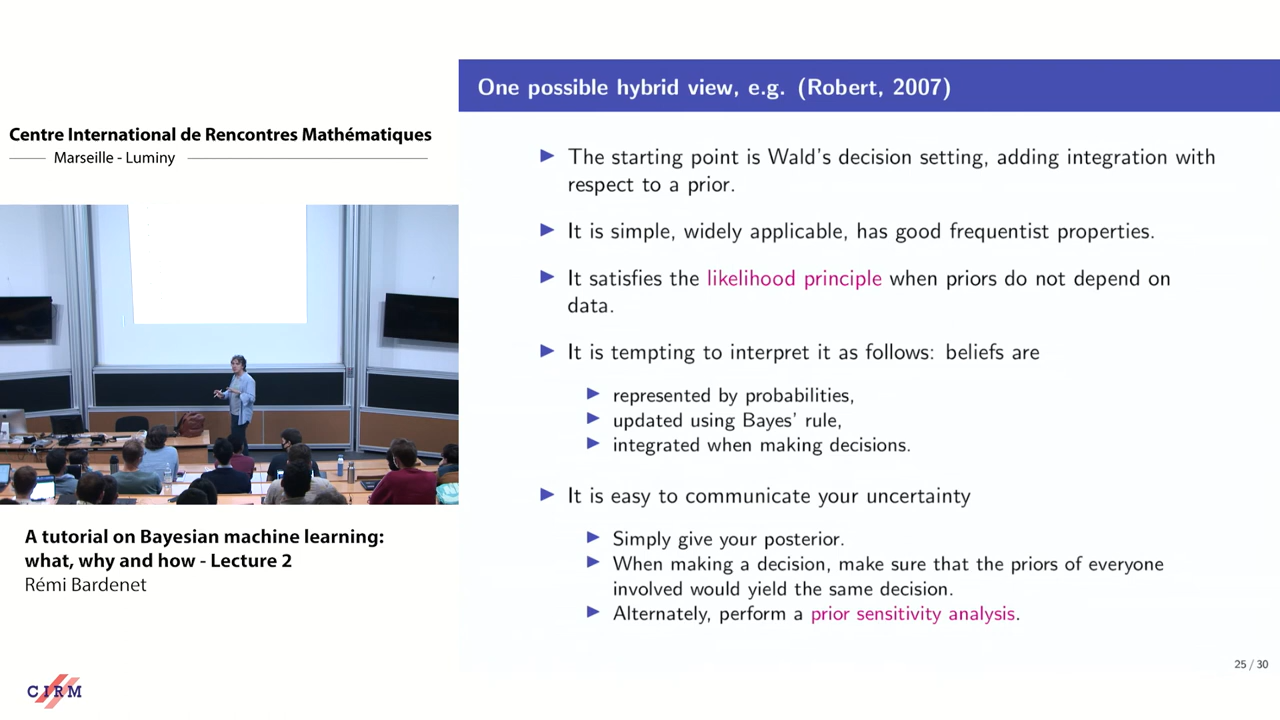 Centre International de Rencontres Mathématiques
Marseille - Luminy
A tutorial on Bayesian machine learning:
what, why and how - Lecture 2
Rémi Bardenet
CIRM
One possible hybrid view, e.g. (Robert, 2007)
The starting point is Wald's decision setting, adding integration with
respect to a prior.
It is simple, widely applicable, has good frequentist properties.
It satisfies the likelihood principle when priors do not depend on
data.
It is tempting to interpret it as follows: beliefs are
represented by probabilities,
updated using Bayes' rule,
integrated when making decisions.
It is easy to communicate your uncertainty
Simply give your posterior.
When making a decision, make sure that the priors of everyone
involved would yield the same decision.
Alternately, perform a prior sensitivity analysis.
25 / 30